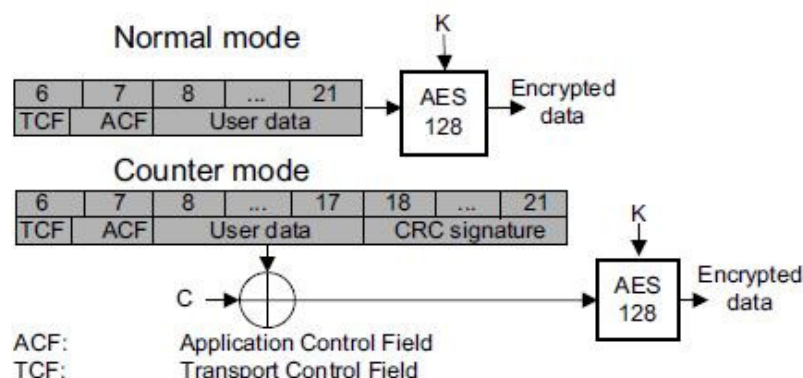 Normal mode
K
6 7 8 ... 21
TCF ACF User data
AES
128
Encrypted
data
Counter mode
6 7 8 ... 17 18 ... 21
TCF ACF User data CRC signature
K
C
AES
128
Encrypted
data
ACF: Application Control Field
TCF: Transport Control Field